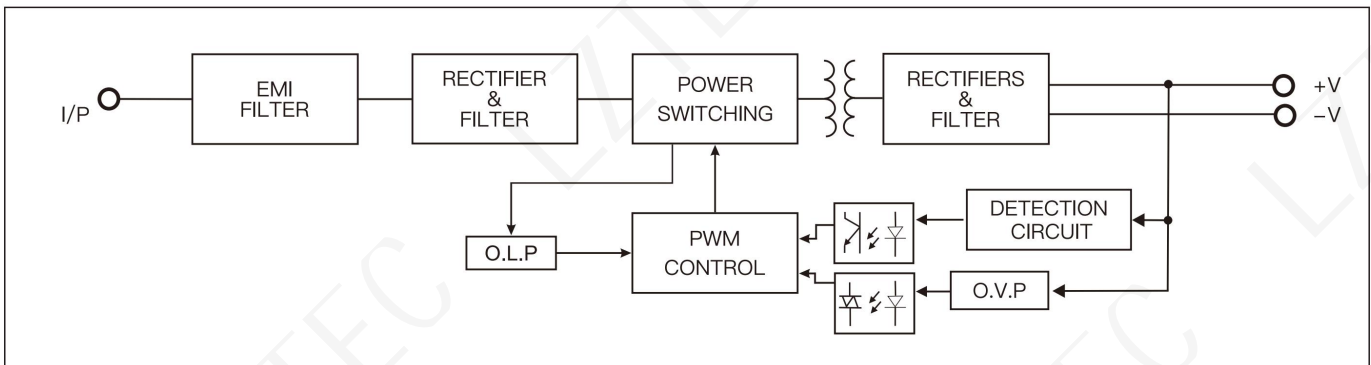 I/P
EMI
FILTER
RECTIFIER
&
FILTER
POWER
SWITCHING
RECTIFIERS
&
FILTER
+V
–V
O.L.P
PWM
CONTROL
DETECTION
CIRCUIT
O.V.P